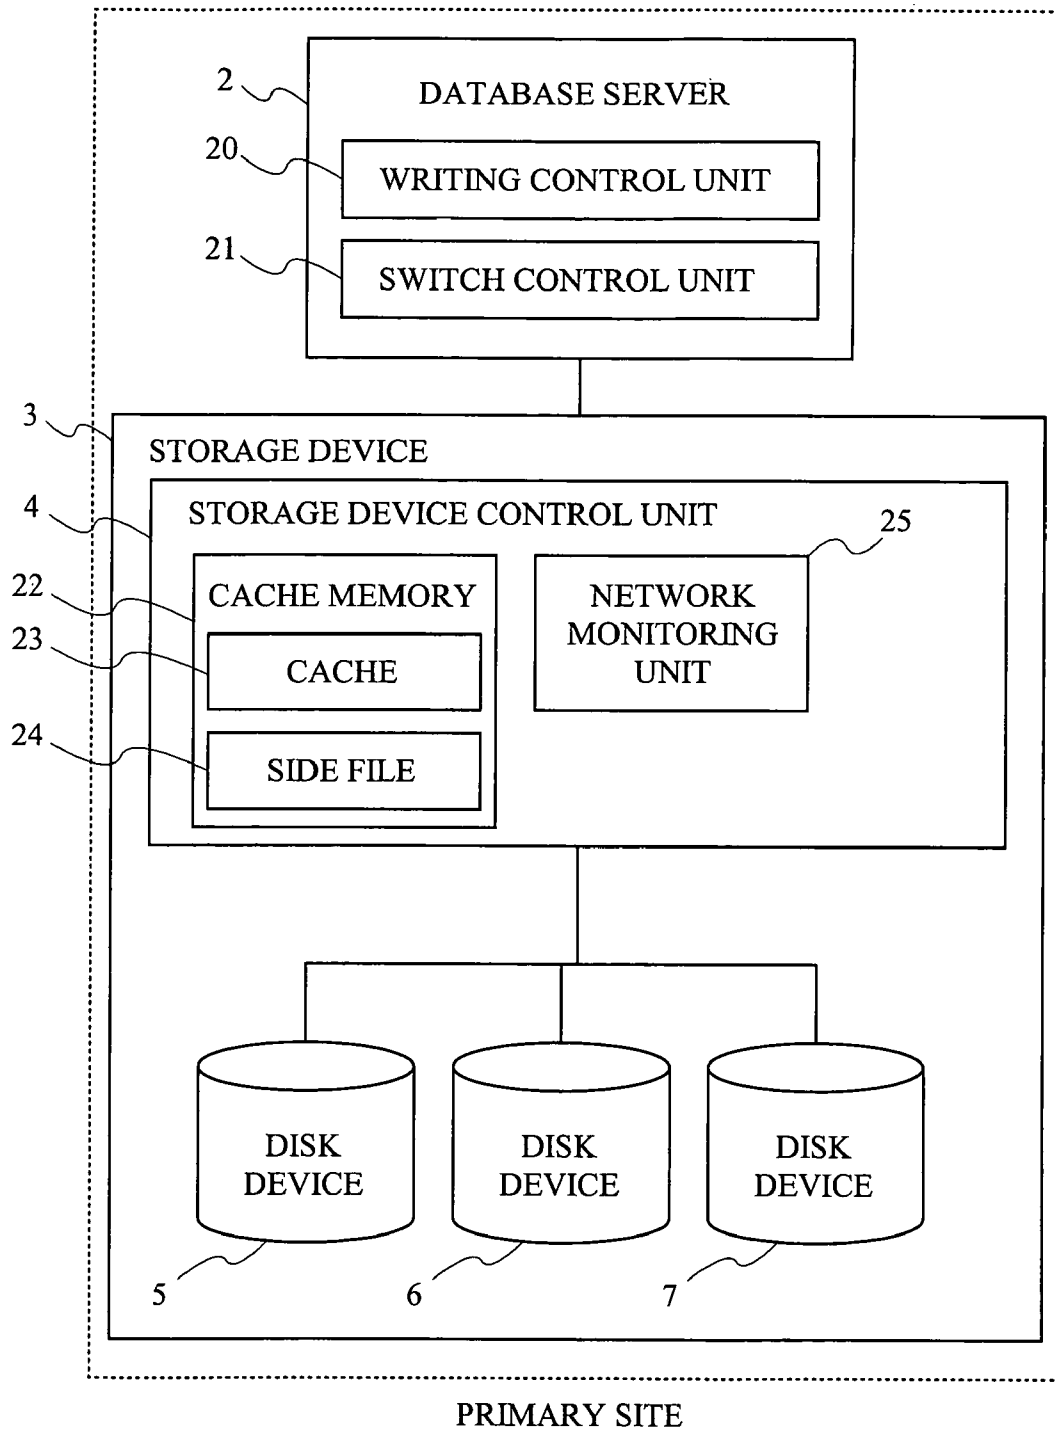 2
DATABASE SERVER
20
WRITING CONTROL UNIT
21
SWITCH CONTROL UNIT
3
STORAGE DEVICE
4
STORAGE DEVICE CONTROL UNIT
25
22
CACHE MEMORY
NETWORK
MONITORING
UNIT
23
CACHE
24
SIDE FILE
DISK
DEVICE
DISK
DEVICE
DISK
DEVICE
5
6
7
PRIMARY SITE